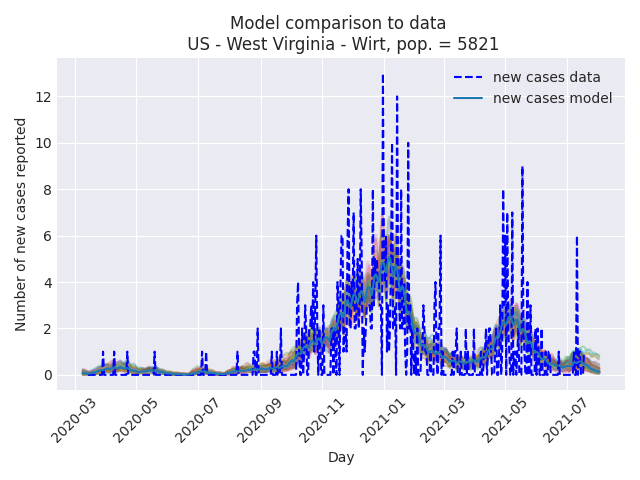 Model comparison to data
US - West Virginia - Wirt, pop. = 5821
new cases data
new cases model
Number of new cases reported
12
10
8
6
4
2
0
2020-03
2020-05
2020-07
2020-09
2020-11
2021-01
2021-03
2021-05
2021-07
Day